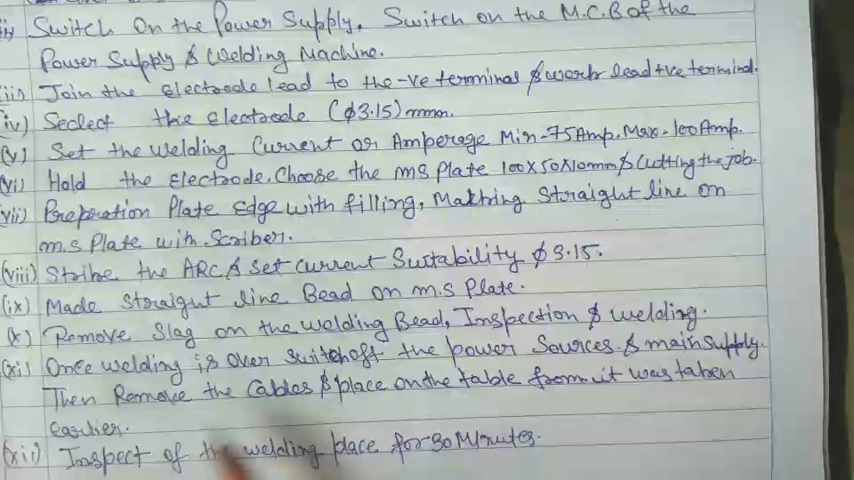 ii) Switch On the Power Supply, Switch on the M.C.B of the
Power Supply & Welding Machine.
iii) Join the Electrode lead to the -ve terminal & work lead +ve terminal.
iv) Seclect the Electrode (ϕ3.15) mm.
(v) Set the Welding Current or Amperage Min-75Amp. Max-100Amp.
(vi) Hold the Electrode. Choose the MS Plate 100X50X10mm & Cutting the job.
(vii) Prepration Plate Edge with filling, Makhing Straight line on
m.s Plate with Scriber.
(viii) Strike the ARC & Set Current Suitability ϕ3.15.
(ix) Made Straight line Bead on m.s Plate.
(x) Remove Slag on the Welding Bead, Inspection & welding.
(xi) Once welding is over switch off the power Sources & main supply.
Then Remove the Cables & place on the table from it was taken
Earlier.
(xii) Inspect of the welding place for 30 Minutes.